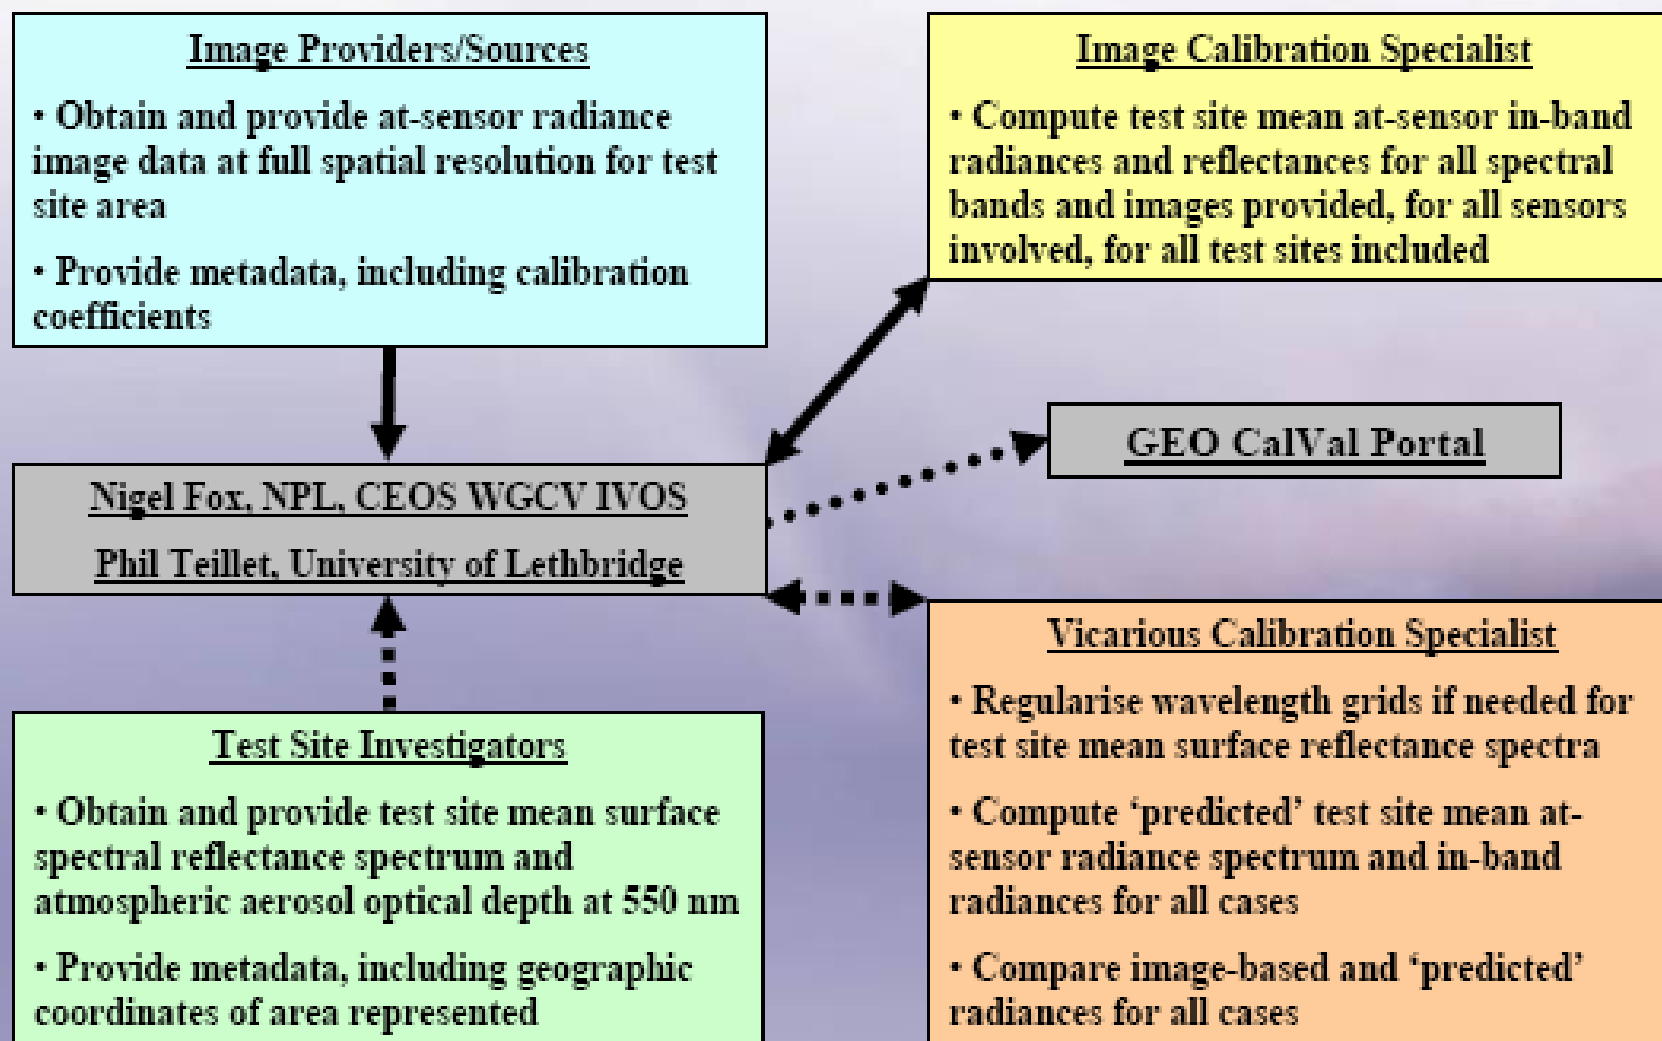 Image Providers/Sources
• Obtain and provide at-sensor radiance
image data at full spatial resolution for test
site area
• Provide metadata, including calibration
coefficients
Image Calibration Specialist
• Compute test site mean at-sensor in-band
radiances and reflectances for all spectral
bands and images provided, for all sensors
involved, for all test sites included
GEO CalVal Portal
Nigel Fox, NPL, CEOS WGCV IVOS
Phil Teillet, University of Lethbridge
Test Site Investigators
• Obtain and provide test site mean surface
spectral reflectance spectrum and
atmospheric aerosol optical depth at 550 nm
• Provide metadata, including geographic
coordinates of area represented
Vicarious Calibration Specialist
• Regularise wavelength grids if needed for
test site mean surface reflectance spectra
• Compute ‘predicted’ test site mean at-
sensor radiance spectrum and in-band
radiances for all cases
• Compare image-based and ‘predicted’
radiances for all cases